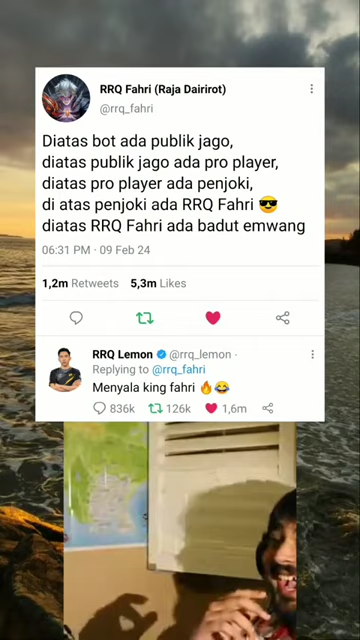 RRQ Fahri (Raja Dairirot)
@rrq_fahri
Diatas bot ada publik jago,
diatas publik jago ada pro player,
diatas pro player ada penjoki,
di atas penjoki ada RRQ Fahri 😎
diatas RRQ Fahri ada badut emwang
06:31 PM · 09 Feb 24
1,2m Retweets 5,3m Likes
RRQ Lemon @rrq_lemon ·
Replying to @rrq_fahri
Menyala king fahri 🔥😂
836k 126k 1,6m